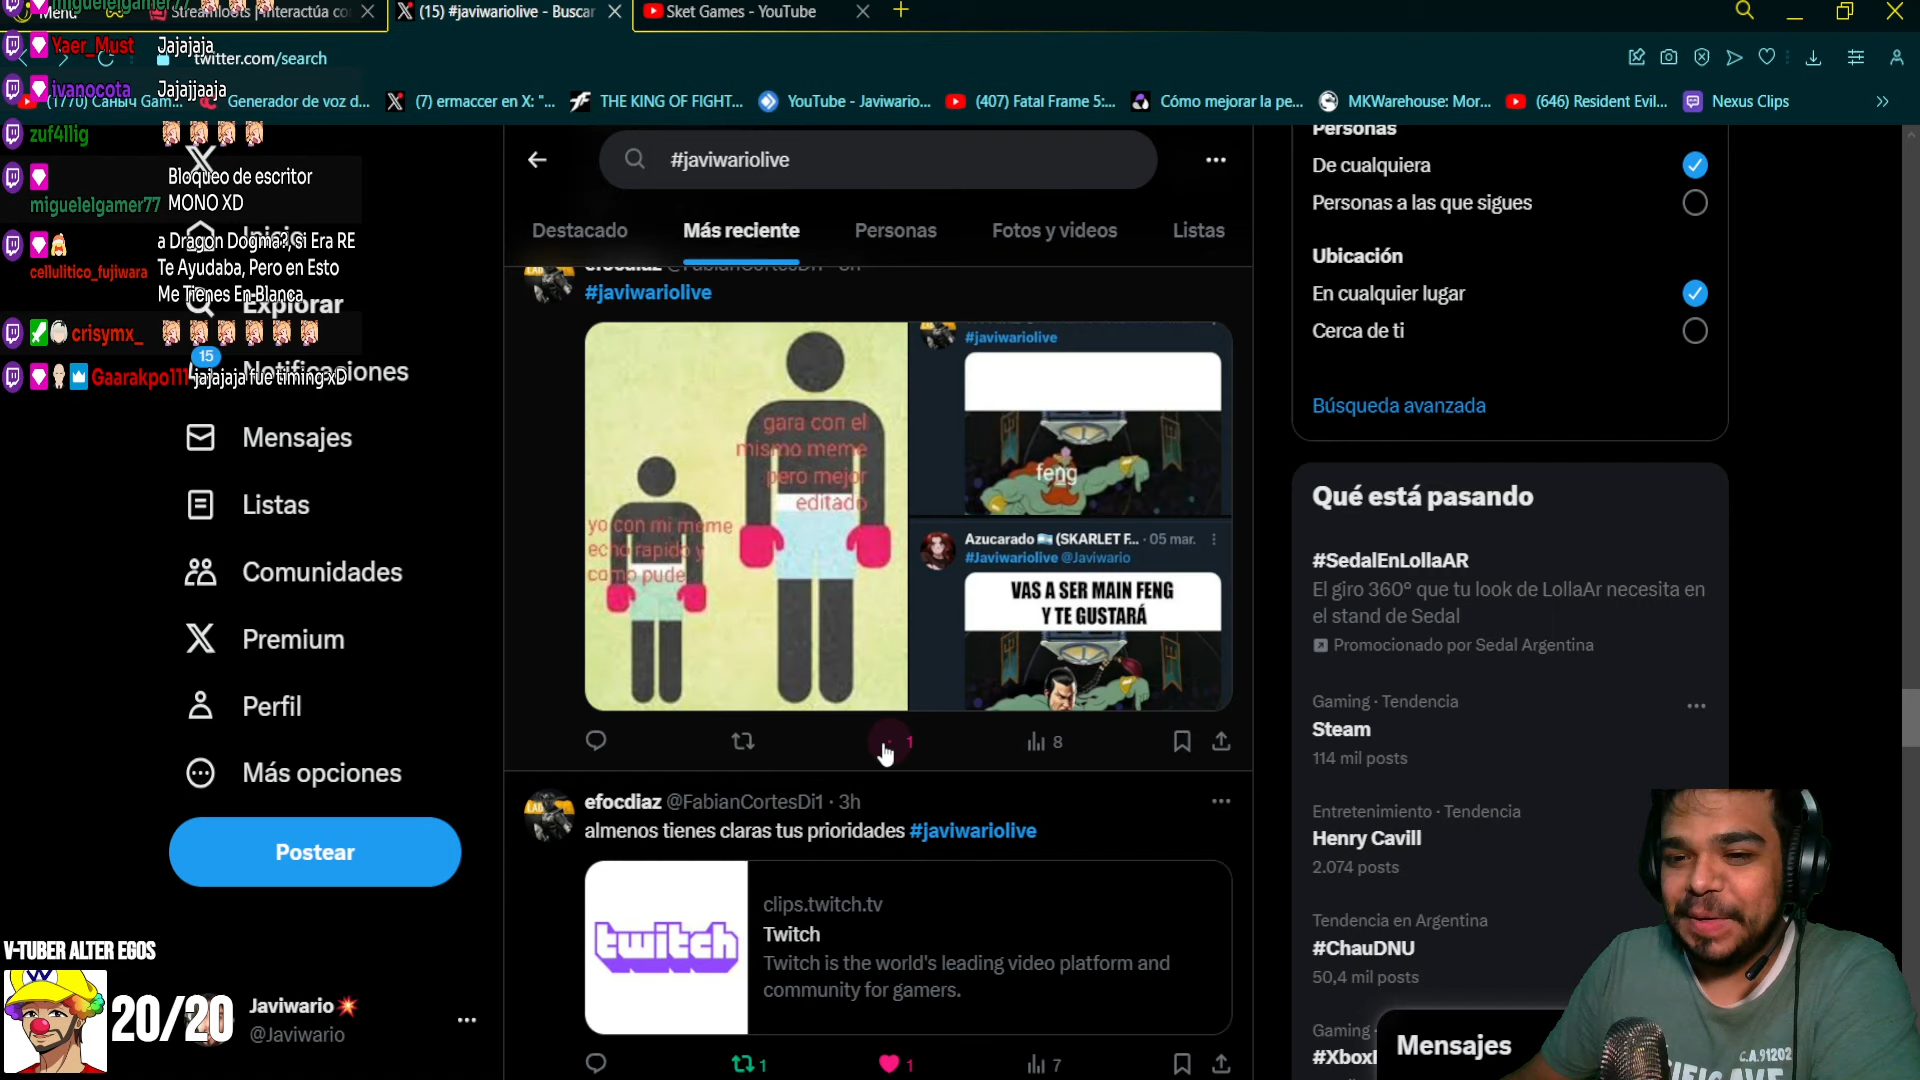 Menú
Streamloots | Interactúa co
(15) #javiwariolive - Buscar
Sket Games - YouTube
miguelelgamer77
Yaer_Must Jajajaja
twitter.com/search
ivanocota Jajajjaaja
(1770) Саныч Gam...
Generador de voz d...
(7) ermaccer en X: "...
THE KING OF FIGHT...
YouTube - Javiwario...
(407) Fatal Frame 5:...
Cómo mejorar la pe...
MKWarehouse: Mor...
(646) Resident Evil...
Nexus Clips
zuf4llig
miguelelgamer77 Bloqueo de escritor
MONO XD
cellulitico_fujiwara a Dragon Dogma?, si Era RE
Te Ayudaba, Pero en Esto
Me Tienes En Blanca
crisymx_
Gaarakpo111 jajajaja fue timing xD
Inicio
Explorar
15
Notificaciones
Mensajes
Listas
Comunidades
Premium
Perfil
Más opciones
Postear
V-TUBER ALTER EGOS
20/20
Javiwario
@Javiwario
#javiwariolive
Destacado
Más reciente
Personas
Fotos y videos
Listas
efocdiaz @FabianCortesDi1
#javiwariolive
gara con el
mismo meme
pero mejor
editado
yo con mi meme
echo rapido y
como pude
#javiwariolive
feng
Azucarado (SKARLET F... · 05 mar.
#Javiwariolive @Javiwario
VAS A SER MAIN FENG
Y TE GUSTARÁ
1
8
efocdiaz @FabianCortesDi1 · 3h
almenos tienes claras tus prioridades #javiwariolive
twitch
clips.twitch.tv
Twitch
Twitch is the world's leading video platform and
community for gamers.
1
1
7
Personas
De cualquiera
Personas a las que sigues
Ubicación
En cualquier lugar
Cerca de ti
Búsqueda avanzada
Qué está pasando
#SedalEnLollaAR
El giro 360° que tu look de LollaAr necesita en
el stand de Sedal
Promocionado por Sedal Argentina
Gaming · Tendencia
Steam
114 mil posts
Entretenimiento · Tendencia
Henry Cavill
2.074 posts
Tendencia en Argentina
#ChauDNU
50,4 mil posts
Gaming ·
Mensajes
C.A. 91202